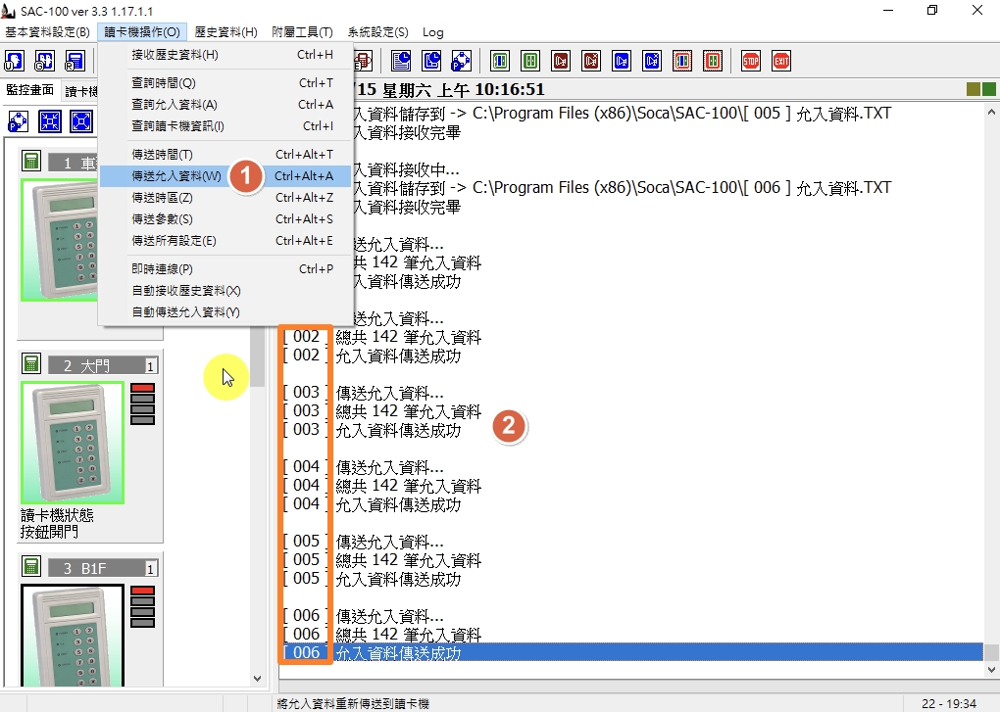 SAC-100 ver 3.3 1.17.1.1
基本資料設定(B) 讀卡機操作(O) 歷史資料(H) 附屬工具(T) 系統設定(S) Log
接收歷史資料(H) Ctrl+H
查詢時間(Q) Ctrl+T
查詢允入資料(A) Ctrl+A
查詢讀卡機資訊(I) Ctrl+I
傳送時間(T) Ctrl+Alt+T
傳送允入資料(W) 1 Ctrl+Alt+A
傳送時區(Z) Ctrl+Alt+Z
傳送參數(S) Ctrl+Alt+S
傳送所有設定(E) Ctrl+Alt+E
即時連線(P) Ctrl+P
自動接收歷史資料(X)
自動傳送允入資料(Y)
STOP EXIT
監控畫面 讀卡機
/15 星期六 上午 10:16:51
1 車
2 大門 1
讀卡機狀態
按鈕開門
3 B1F 1
入資料儲存到 -> C:\Program Files (x86)\Soca\SAC-100\[ 005 ] 允入資料.TXT
入資料接收完畢
入資料接收中...
入資料儲存到 -> C:\Program Files (x86)\Soca\SAC-100\[ 006 ] 允入資料.TXT
入資料接收完畢
送允入資料...
共 142 筆允入資料
入資料傳送成功
送允入資料...
[ 002 ] 總共 142 筆允入資料
[ 002 ] 允入資料傳送成功
[ 003 ] 傳送允入資料...
[ 003 ] 總共 142 筆允入資料
[ 003 ] 允入資料傳送成功
2
[ 004 ] 傳送允入資料...
[ 004 ] 總共 142 筆允入資料
[ 004 ] 允入資料傳送成功
[ 005 ] 傳送允入資料...
[ 005 ] 總共 142 筆允入資料
[ 005 ] 允入資料傳送成功
[ 006 ] 傳送允入資料...
[ 006 ] 總共 142 筆允入資料
[ 006 ] 允入資料傳送成功
將允入資料重新傳送到讀卡機 22 - 19:34